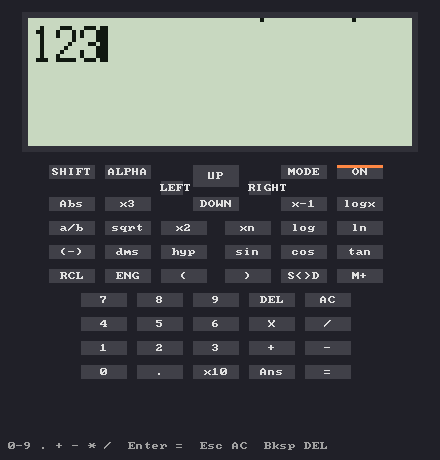 123
SHIFT ALPHA UP MODE ON
LEFT RIGHT
Abs x3 DOWN x-1 logx
a/b sqrt x2 xn log ln
(-) dms hyp sin cos tan
RCL ENG ( ) S<>D M+
7 8 9 DEL AC
4 5 6 X /
1 2 3 + -
0 . x10 Ans =
0-9 . + - * / Enter = Esc AC Bksp DEL